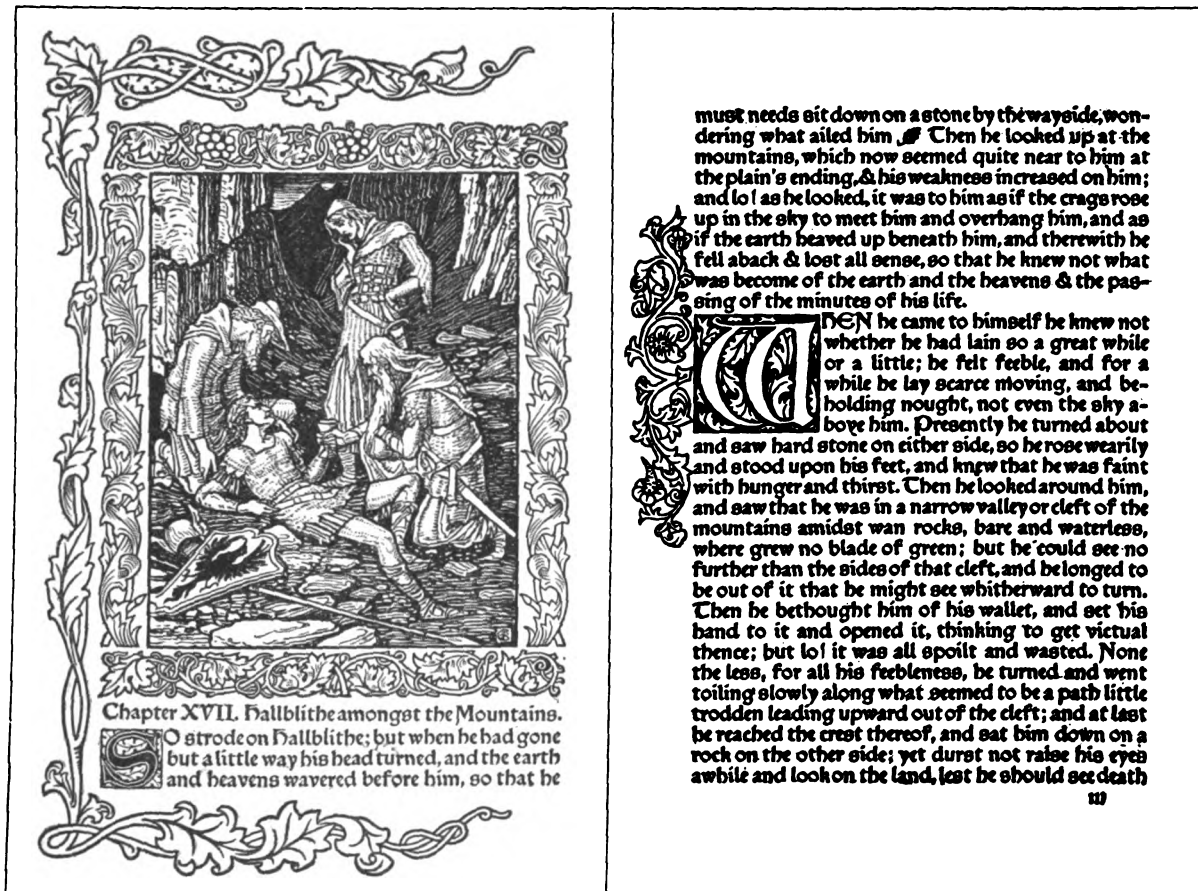 Chapter XVII. Hallblithe amongst the Mountains.
SO strode on Hallblithe; but when he had gone
but a little way his head turned, and the earth
and heavens wavered before him, so that he
must needs sit down on a stone by the wayside, won-
dering what ailed him ❧ Then he looked up at the
mountains, which now seemed quite near to him at
the plain's ending, & his weakness increased on him;
and lo! as he looked, it was to him as if the crags rose
up in the sky to meet him and overhang him, and as
if the earth heaved up beneath him, and therewith he
fell aback & lost all sense, so that he knew not what
was become of the earth and the heavens & the pas-
sing of the minutes of his life.
WHEN he came to himself he knew not
whether he had lain so a great while
or a little; he felt feeble, and for a
while he lay scarce moving, and be-
holding nought, not even the sky a-
bove him. Presently he turned about
and saw hard stone on either side, so he rose wearily
and stood upon his feet, and knew that he was faint
with hunger and thirst. Then he looked around him,
and saw that he was in a narrow valley or cleft of the
mountains amidst wan rocks, bare and waterless,
where grew no blade of green; but he could see no
further than the sides of that cleft, and he longed to
be out of it that he might see whitherward to turn.
Then he bethought him of his wallet, and set his
hand to it and opened it, thinking to get victual
thence; but lo! it was all spoilt and wasted. None
the less, for all his feebleness, he turned and went
toiling slowly along what seemed to be a path little
trodden leading upward out of the cleft; and at last
he reached the crest thereof, and sat him down on a
rock on the other side; yet durst not raise his eyes
awhile and look on the land, lest he should see death
111